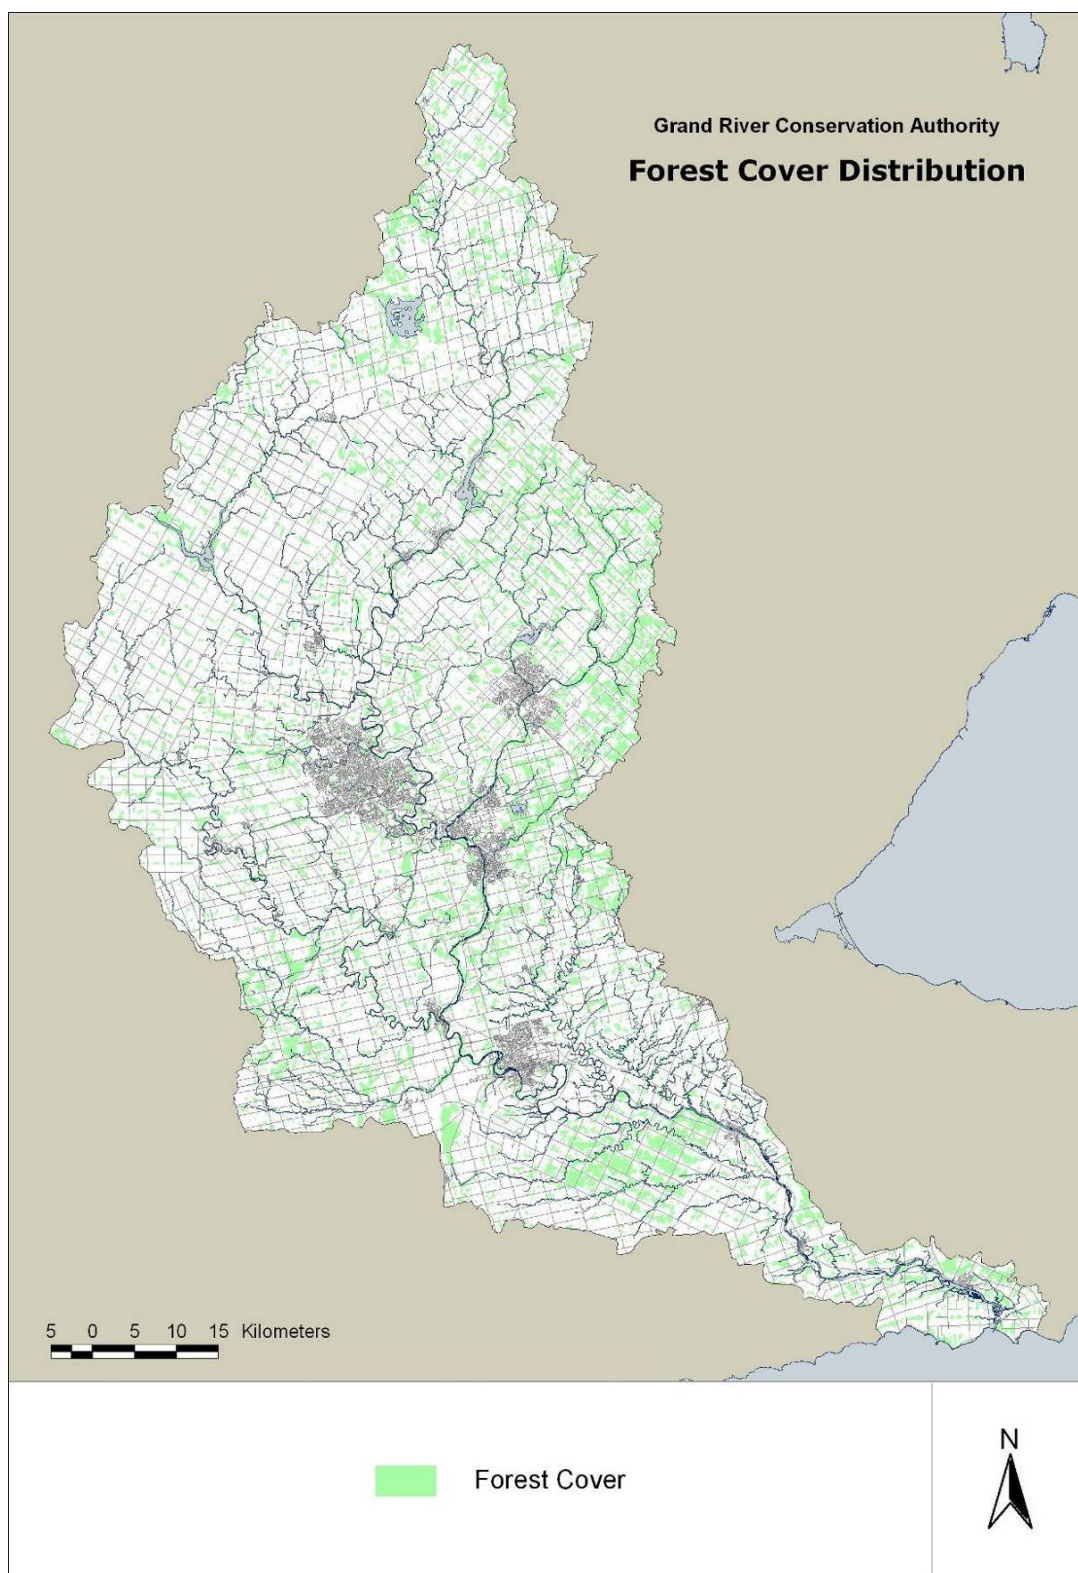 Grand River Conservation Authority
Forest Cover Distribution
5 0 5 10 15 Kilometers
Forest Cover
N